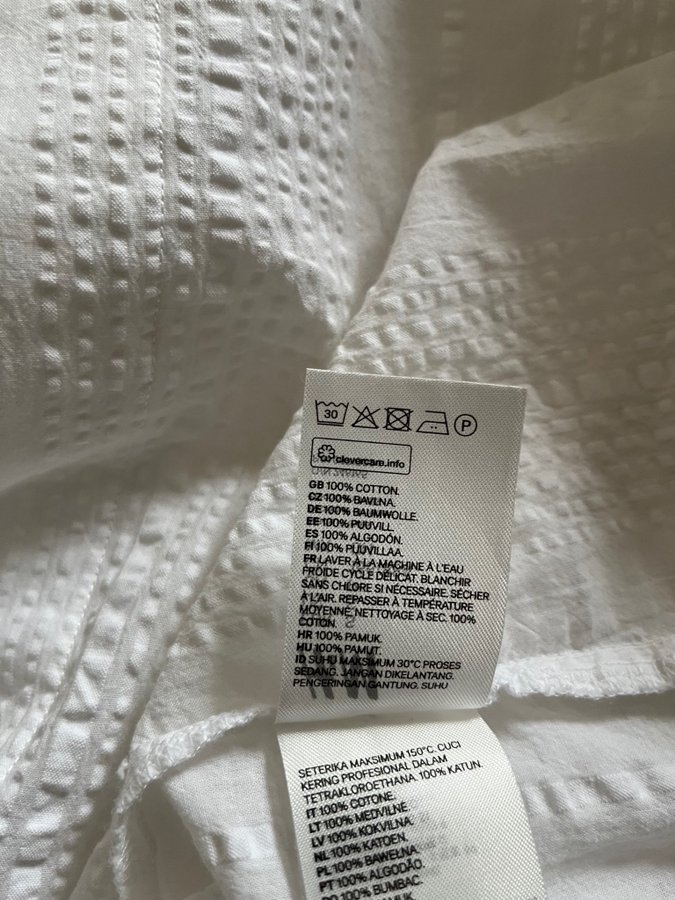 30
P
clevercare.info
GB 100% COTTON.
CZ 100% BAVLNA.
DE 100% BAUMWOLLE.
EE 100% PUUVILL.
ES 100% ALGODÓN.
FI 100% PUUVILLAA.
FR LAVER À LA MACHINE À L'EAU
FROIDE CYCLE DÉLICAT. BLANCHIR
SANS CHLORE SI NÉCESSAIRE. SÉCHER
À L'AIR. REPASSER À TEMPÉRATURE
MOYENNE. NETTOYAGE À SEC. 100%
COTON.
HR 100% PAMUK.
HU 100% PAMUT.
ID SUHU MAKSIMUM 30°C PROSES
SEDANG. JANGAN DIKELANTANG.
PENGERINGAN GANTUNG. SUHU
SETERIKA MAKSIMUM 150°C. CUCI
KERING PROFESIONAL DALAM
TETRAKLOROETHANA. 100% KATUN.
IT 100% COTONE.
LT 100% MEDVILNĖ.
LV 100% KOKVILNA.
NL 100% KATOEN.
PL 100% BAWEŁNA.
PT 100% ALGODÃO.
RO 100% BUMBAC.